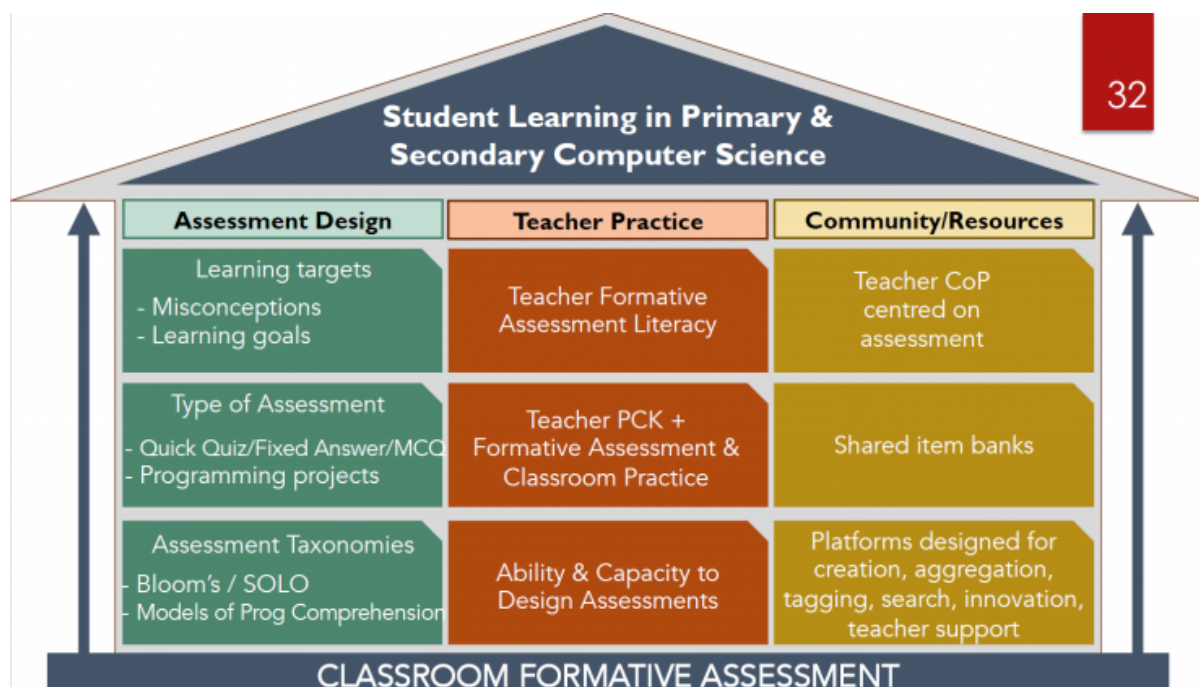 32
Student Learning in Primary &
Secondary Computer Science
Assessment Design
Teacher Practice
Community/Resources
Learning targets
- Misconceptions
- Learning goals
Teacher Formative
Assessment Literacy
Teacher CoP
centred on
assessment
Type of Assessment
- Quick Quiz/Fixed Answer/MCQ
- Programming projects
Teacher PCK +
Formative Assessment &
Classroom Practice
Shared item banks
Assessment Taxonomies
- Bloom's / SOLO
- Models of Prog Comprehension
Ability & Capacity to
Design Assessments
Platforms designed for
creation, aggregation,
tagging, search, innovation,
teacher support
CLASSROOM FORMATIVE ASSESSMENT